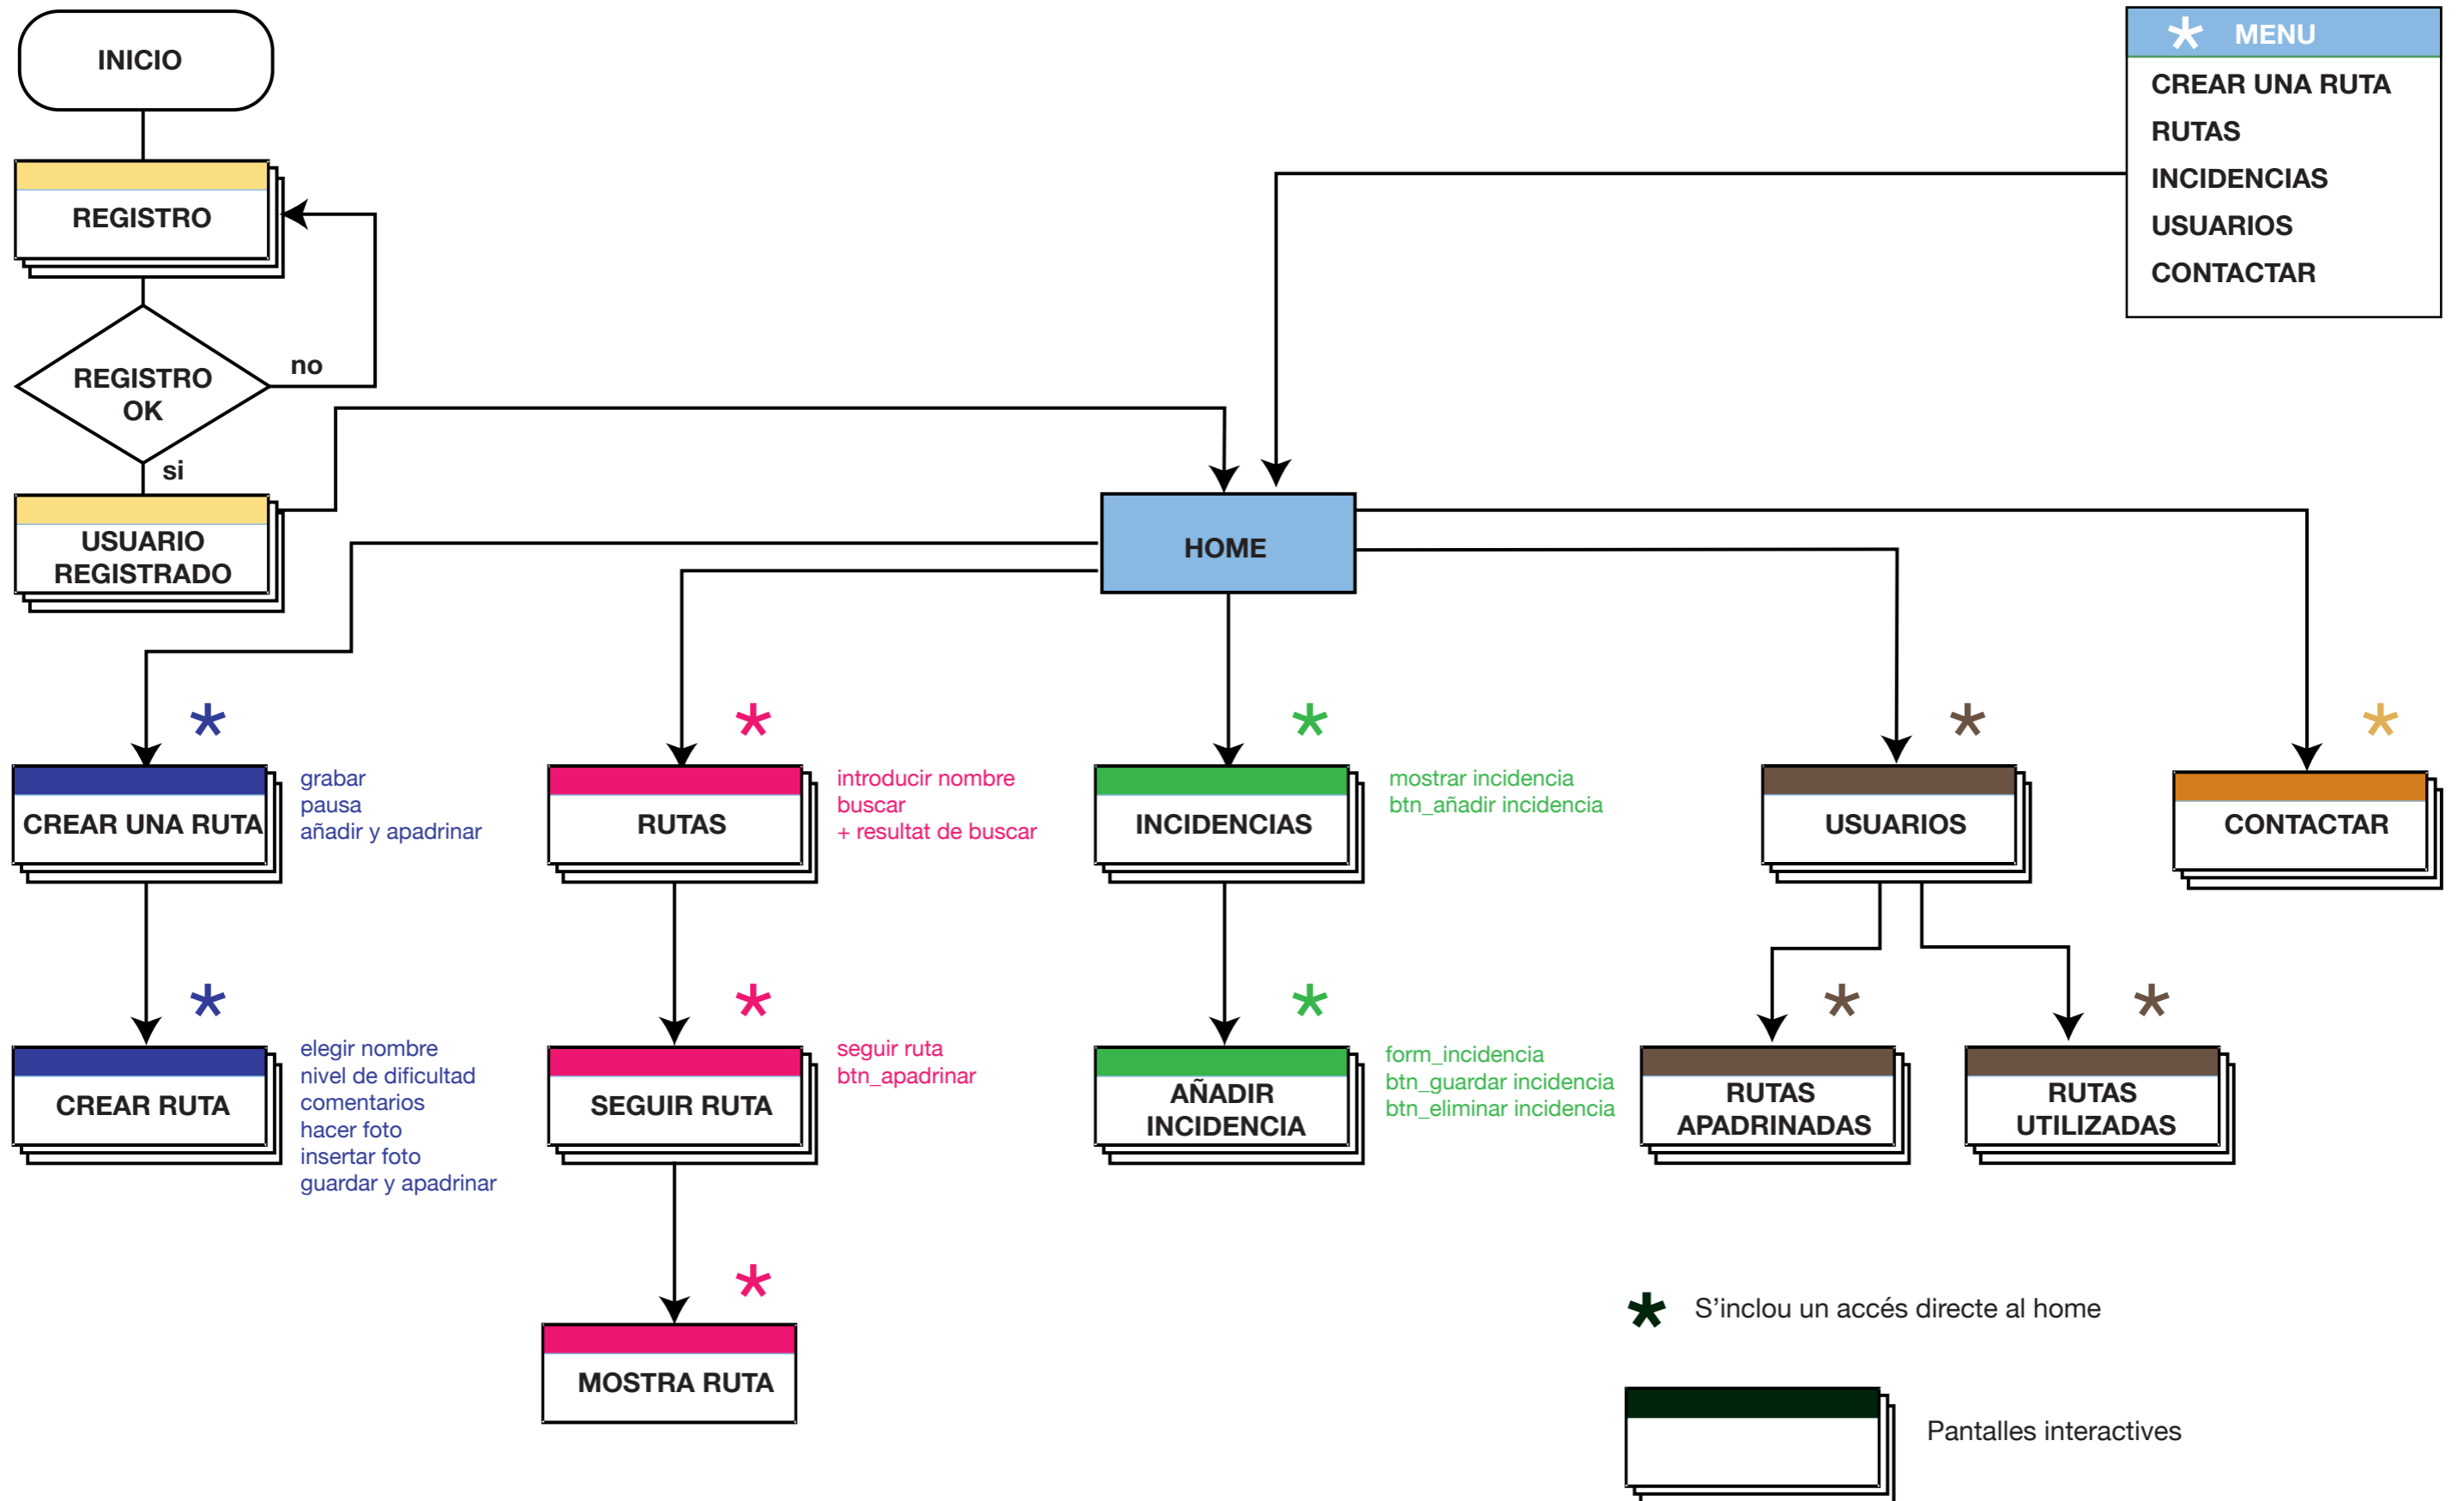 INICIO
REGISTRO
REGISTRO
OK
no
si
USUARIO
REGISTRADO
MENU
CREAR UNA RUTA
RUTAS
INCIDENCIAS
USUARIOS
CONTACTAR
HOME
CREAR UNA RUTA
grabar
pausa
añadir y apadrinar
RUTAS
introducir nombre
buscar
+ resultat de buscar
INCIDENCIAS
mostrar incidencia
btn_añadir incidencia
USUARIOS
CONTACTAR
CREAR RUTA
elegir nombre
nivel de dificultad
comentarios
hacer foto
insertar foto
guardar y apadrinar
SEGUIR RUTA
seguir ruta
btn_apadrinar
AÑADIR
INCIDENCIA
form_incidencia
btn_guardar incidencia
btn_eliminar incidencia
RUTAS
APADRINADAS
RUTAS
UTILIZADAS
MOSTRA RUTA
S'inclou un accés directe al home
Pantalles interactives